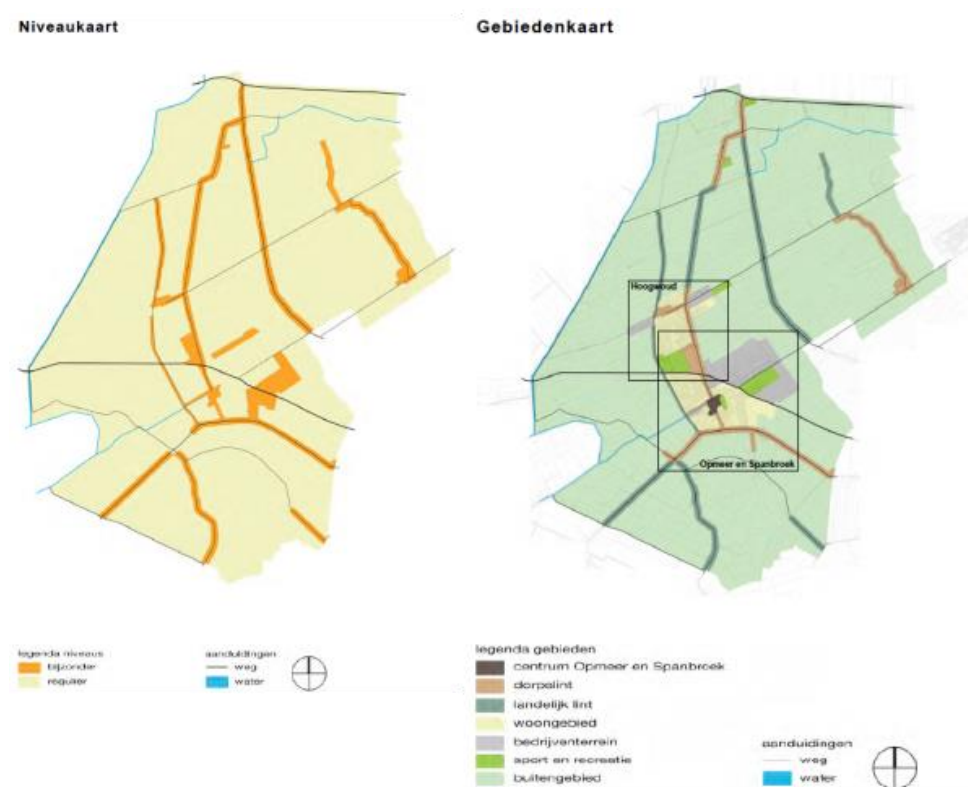 Niveaukaart
legenda niveaus
bijzonder
regulier
aanduidingen
weg
water
Gebiedenkaart
Hoogwoud
Opmeer en Spanbroek
legenda gebieden
centrum Opmeer en Spanbroek
dorpslint
landelijk lint
woongebied
bedrijventerrein
sport en recreatie
buitengebied
aanduidingen
weg
water